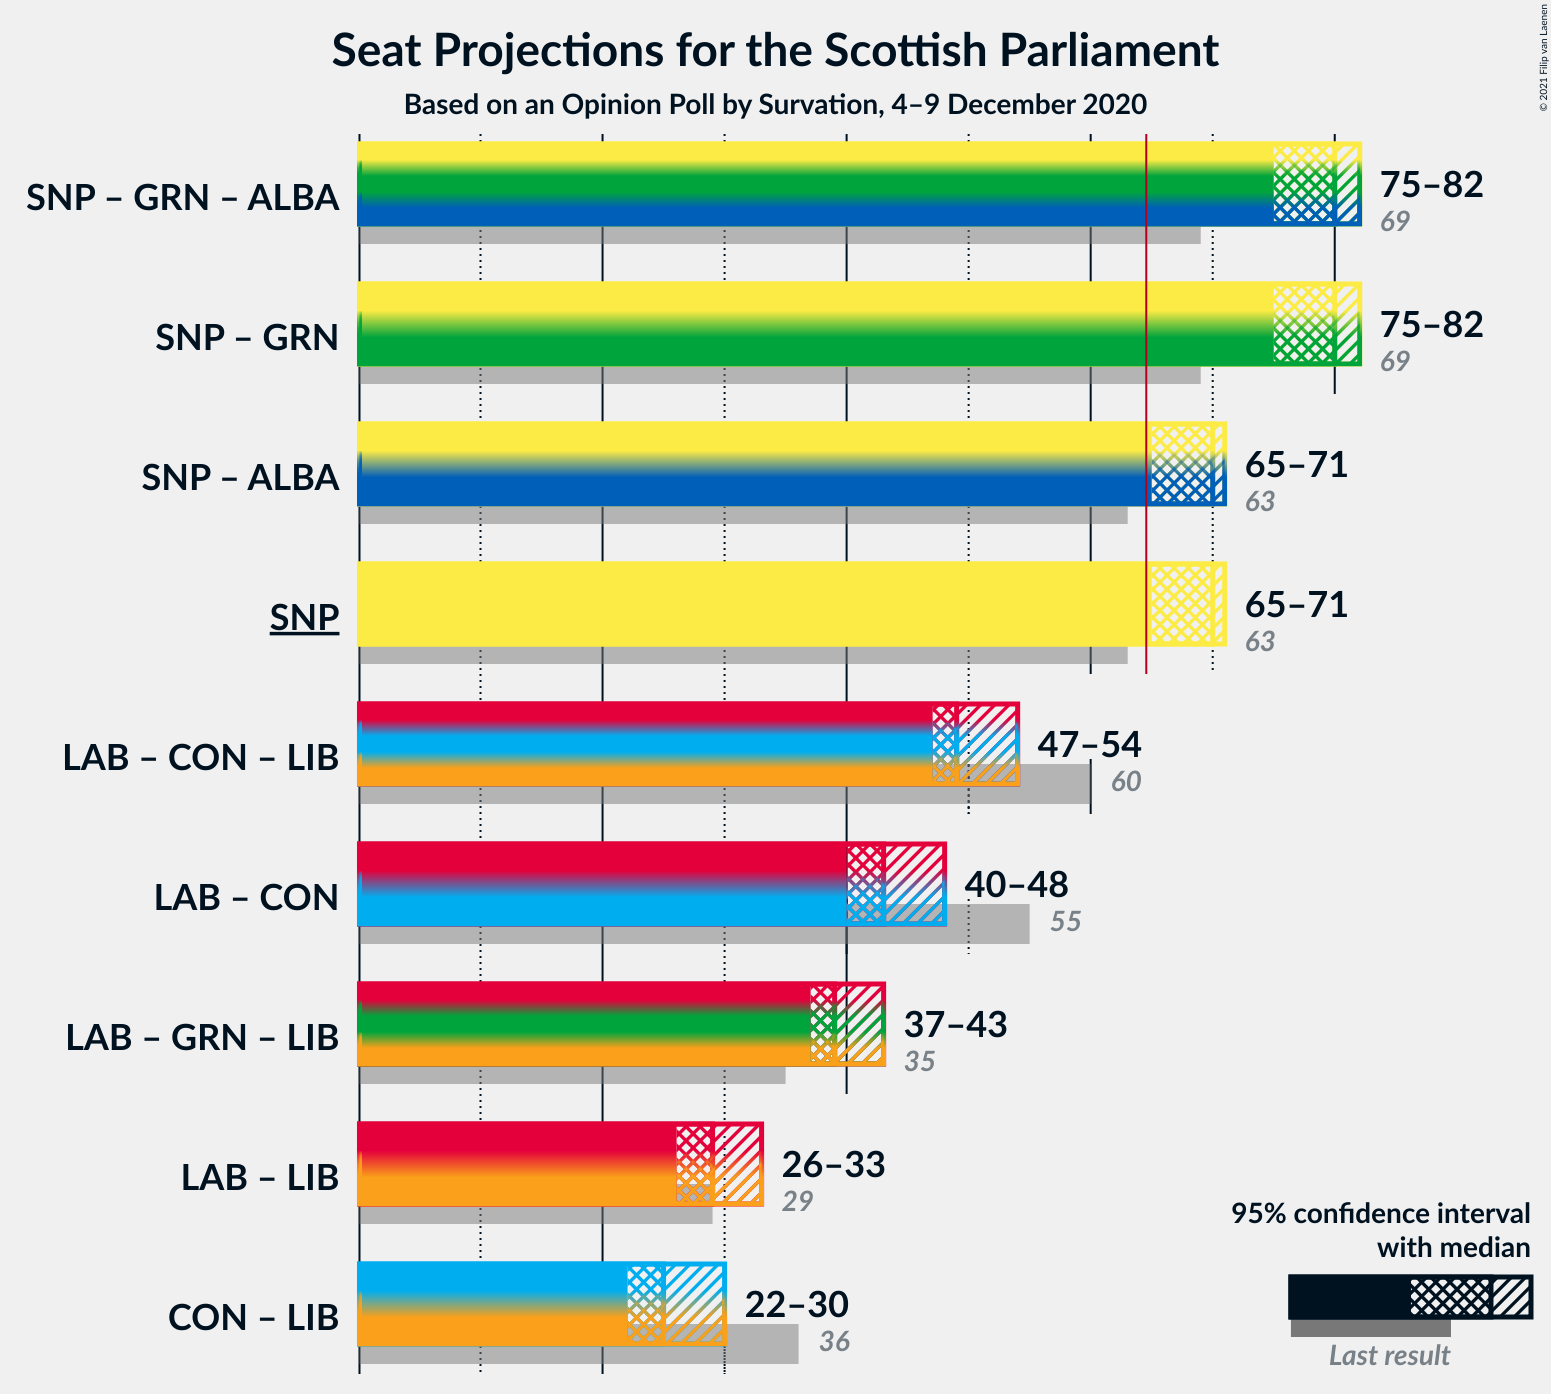 Seat Projections for the Scottish Parliament
Based on an Opinion Poll by Survation, 4–9 December 2020
© 2021 Filip van Laenen
SNP – GRN – ALBA
75–82
69
SNP – GRN
75–82
69
SNP – ALBA
65–71
63
SNP
65–71
63
LAB – CON – LIB
47–54
60
LAB – CON
40–48
55
LAB – GRN – LIB
37–43
35
LAB – LIB
26–33
29
CON – LIB
22–30
36
95% confidence interval
with median
Last result